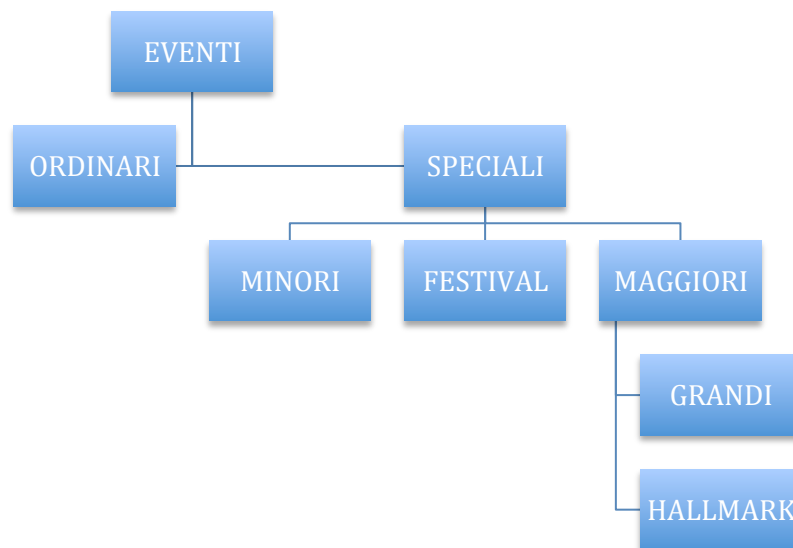 EVENTI
ORDINARI
SPECIALI
MINORI
FESTIVAL
MAGGIORI
GRANDI
HALLMARK